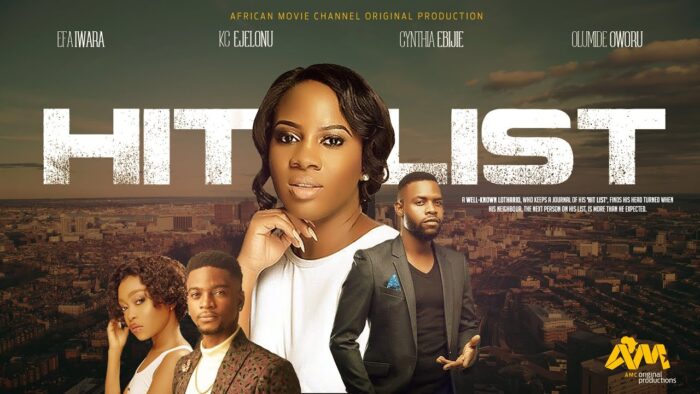 AFRICAN MOVIE CHANNEL ORIGINAL PRODUCTION
EFA IWARA
KC EJELONU
CYNTHIA EBIJIE
OLUMIDE OWORU
HIT LIST
A WELL-KNOWN LOTHARIO, WHO KEEPS A JOURNAL OF HIS 'HIT LIST', FINDS HIS HEAD TURNED WHEN
HIS NEIGHBOUR, THE NEXT PERSON ON HIS LIST, IS MORE THAN HE EXPECTED.
AM
AMC original
productions